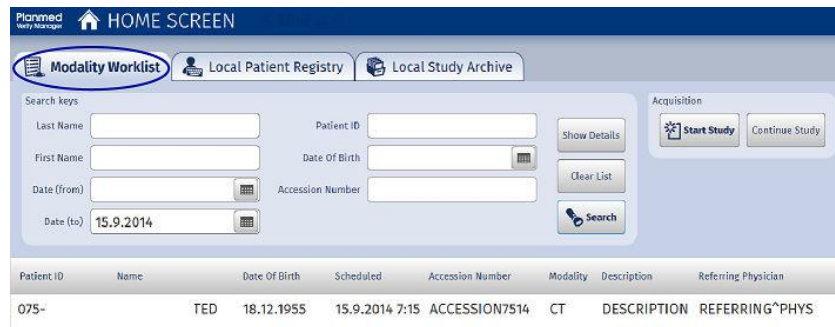 Planmed
Verity Manager
HOME SCREEN
Modality Worklist Local Patient Registry Local Study Archive
Search keys Acquisition
Last Name Patient ID Show Details Start Study Continue Study
First Name Date Of Birth
Date (from) Accession Number Clear List
Date (to) 15.9.2014 Search
Patient ID Name Date Of Birth Scheduled Accession Number Modality Description Referring Physician
075- TED 18.12.1955 15.9.2014 7:15 ACCESSION7514 CT DESCRIPTION REFERRING^PHYS